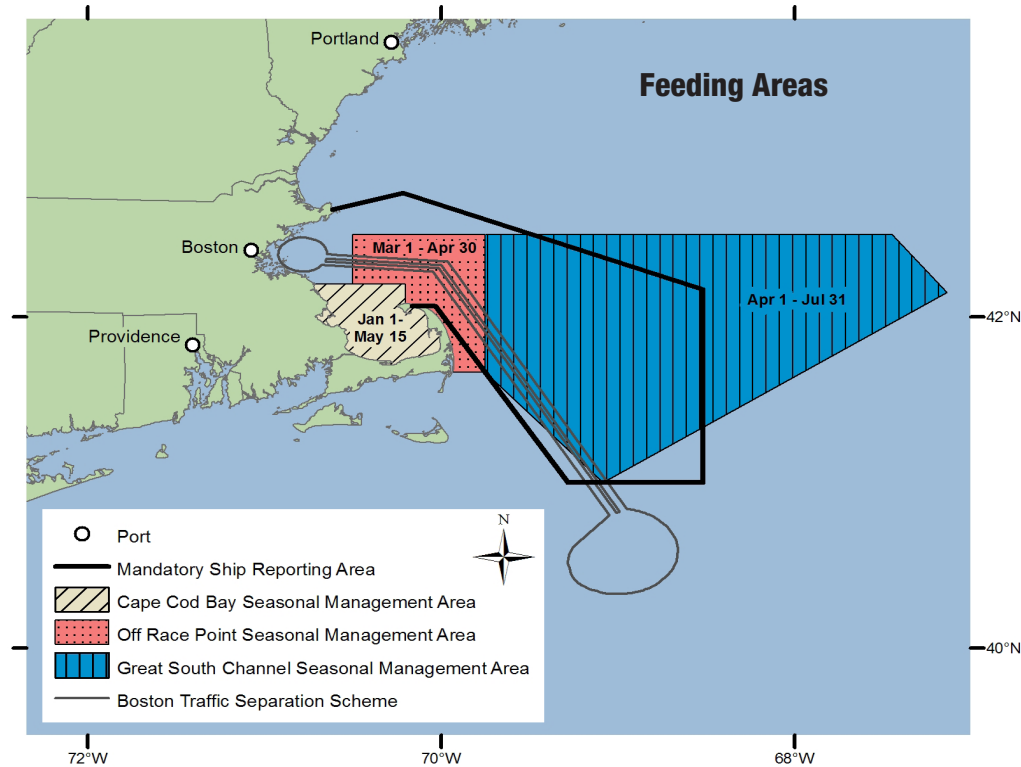 Portland
Feeding Areas
Boston
Mar 1 - Apr 30
Apr 1 - Jul 31
Jan 1-
May 15
Providence
42°N
N
Port
Mandatory Ship Reporting Area
Cape Cod Bay Seasonal Management Area
Off Race Point Seasonal Management Area
Great South Channel Seasonal Management Area
Boston Traffic Separation Scheme
40°N
72°W
70°W
68°W